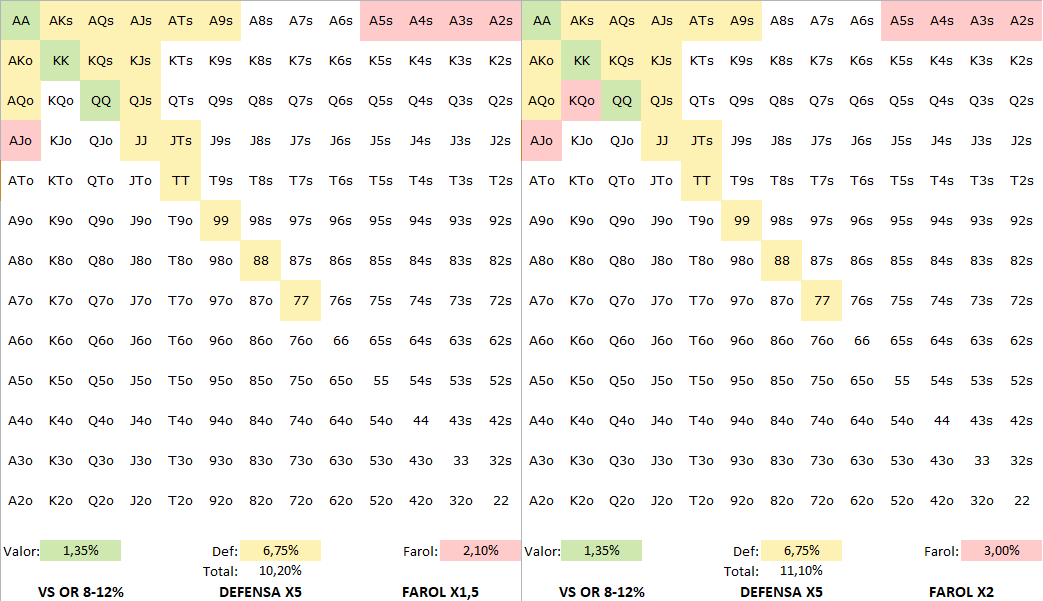 AA AKs AQs AJs ATs A9s A8s A7s A6s A5s A4s A3s A2s AA AKs AQs AJs ATs A9s A8s A7s A6s A5s A4s A3s A2s
AKo KK KQs KJs KTs K9s K8s K7s K6s K5s K4s K3s K2s AKo KK KQs KJs KTs K9s K8s K7s K6s K5s K4s K3s K2s
AQo KQo QQ QJs QTs Q9s Q8s Q7s Q6s Q5s Q4s Q3s Q2s AQo KQo QQ QJs QTs Q9s Q8s Q7s Q6s Q5s Q4s Q3s Q2s
AJo KJo QJo JJ JTs J9s J8s J7s J6s J5s J4s J3s J2s AJo KJo QJo JJ JTs J9s J8s J7s J6s J5s J4s J3s J2s
ATo KTo QTo JTo TT T9s T8s T7s T6s T5s T4s T3s T2s ATo KTo QTo JTo TT T9s T8s T7s T6s T5s T4s T3s T2s
A9o K9o Q9o J9o T9o 99 98s 97s 96s 95s 94s 93s 92s A9o K9o Q9o J9o T9o 99 98s 97s 96s 95s 94s 93s 92s
A8o K8o Q8o J8o T8o 98o 88 87s 86s 85s 84s 83s 82s A8o K8o Q8o J8o T8o 98o 88 87s 86s 85s 84s 83s 82s
A7o K7o Q7o J7o T7o 97o 87o 77 76s 75s 74s 73s 72s A7o K7o Q7o J7o T7o 97o 87o 77 76s 75s 74s 73s 72s
A6o K6o Q6o J6o T6o 96o 86o 76o 66 65s 64s 63s 62s A6o K6o Q6o J6o T6o 96o 86o 76o 66 65s 64s 63s 62s
A5o K5o Q5o J5o T5o 95o 85o 75o 65o 55 54s 53s 52s A5o K5o Q5o J5o T5o 95o 85o 75o 65o 55 54s 53s 52s
A4o K4o Q4o J4o T4o 94o 84o 74o 64o 54o 44 43s 42s A4o K4o Q4o J4o T4o 94o 84o 74o 64o 54o 44 43s 42s
A3o K3o Q3o J3o T3o 93o 83o 73o 63o 53o 43o 33 32s A3o K3o Q3o J3o T3o 93o 83o 73o 63o 53o 43o 33 32s
A2o K2o Q2o J2o T2o 92o 82o 72o 62o 52o 42o 32o 22 A2o K2o Q2o J2o T2o 92o 82o 72o 62o 52o 42o 32o 22
Valor: 1,35% Def: 6,75% Farol: 2,10% Valor: 1,35% Def: 6,75% Farol: 3,00%
Total: 10,20% Total: 11,10%
VS OR 8-12% DEFENSA X5 FAROL X1,5 VS OR 8-12% DEFENSA X5 FAROL X2